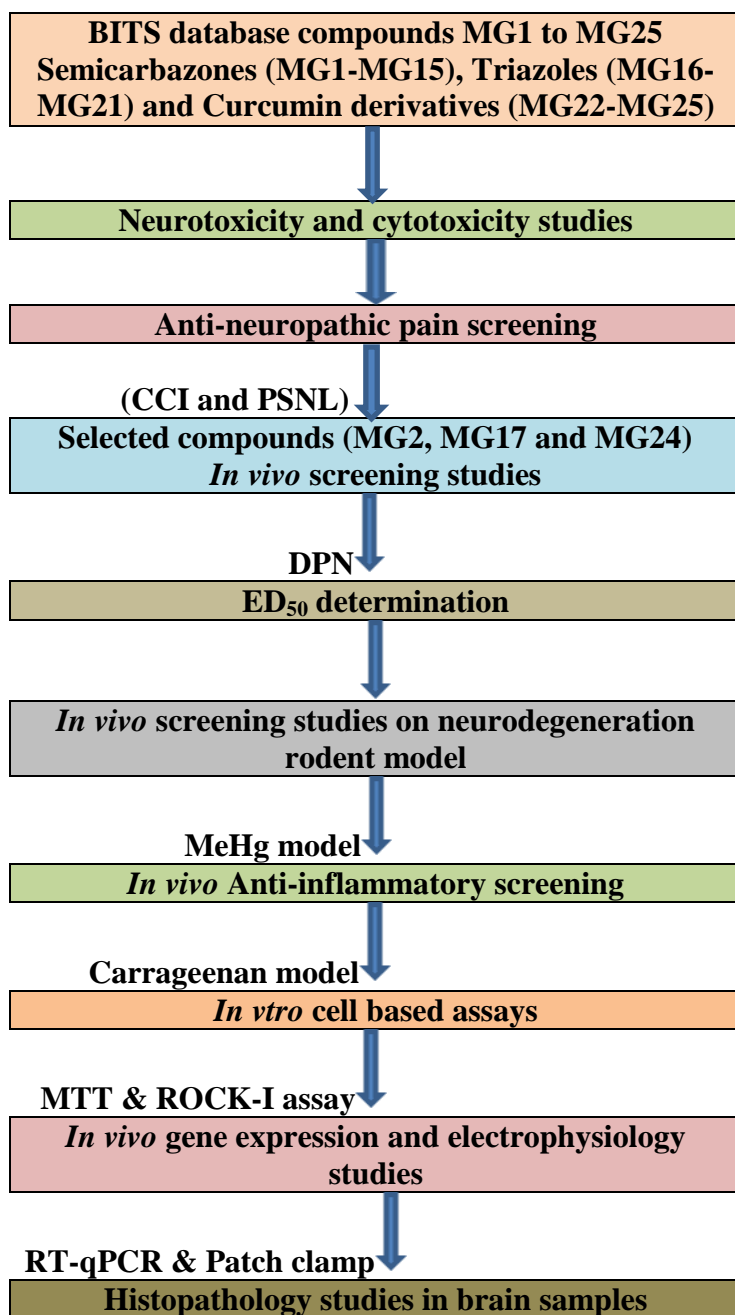 BITS database compounds MG1 to MG25
Semicarbazones (MG1-MG15), Triazoles (MG16-
MG21) and Curcumin derivatives (MG22-MG25)
Neurotoxicity and cytotoxicity studies
Anti-neuropathic pain screening
(CCI and PSNL)
Selected compounds (MG2, MG17 and MG24)
In vivo screening studies
DPN
ED50 determination
In vivo screening studies on neurodegeneration
rodent model
MeHg model
In vivo Anti-inflammatory screening
Carrageenan model
In vtro cell based assays
MTT & ROCK-I assay
In vivo gene expression and electrophysiology
studies
RT-qPCR & Patch clamp
Histopathology studies in brain samples